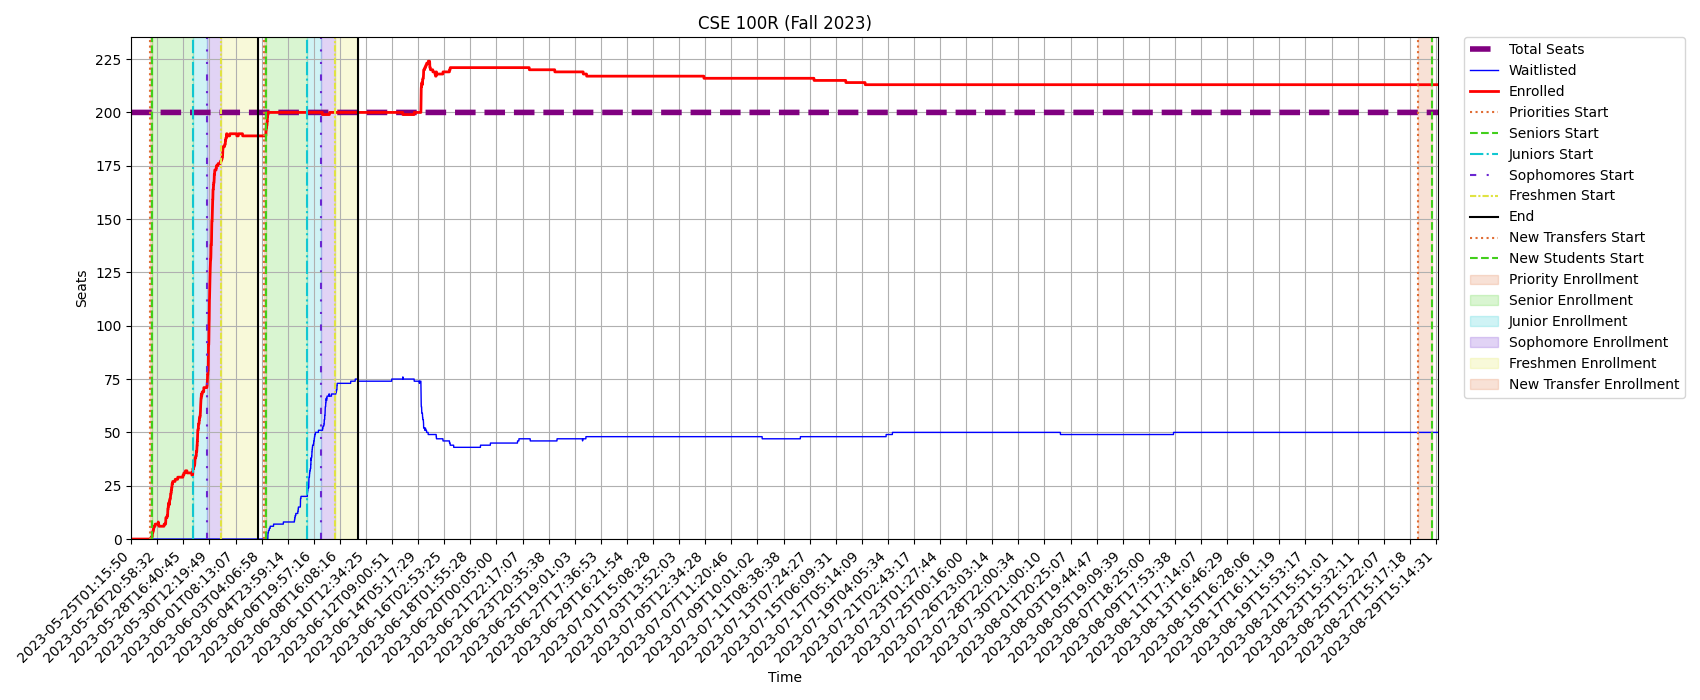 CSE 100R (Fall 2023)
Seats
225
200
175
150
125
100
75
50
25
0
2023-05-25T01:15:50
2023-05-26T20:58:32
2023-05-28T16:40:45
2023-05-30T12:19:49
2023-06-01T08:13:07
2023-06-03T04:06:58
2023-06-04T23:59:14
2023-06-06T19:57:16
2023-06-08T16:08:16
2023-06-10T12:34:25
2023-06-12T09:00:51
2023-06-14T05:17:29
2023-06-16T02:53:25
2023-06-18T01:55:28
2023-06-20T00:05:00
2023-06-21T22:17:07
2023-06-23T20:35:38
2023-06-25T19:01:03
2023-06-27T17:36:53
2023-06-29T16:21:54
2023-07-01T15:08:28
2023-07-03T13:52:03
2023-07-05T12:34:28
2023-07-07T11:20:46
2023-07-09T10:01:02
2023-07-11T08:38:38
2023-07-13T07:24:27
2023-07-15T06:09:31
2023-07-17T05:14:09
2023-07-19T04:05:34
2023-07-21T02:43:17
2023-07-23T01:27:44
2023-07-25T00:16:00
2023-07-26T23:03:14
2023-07-28T22:00:34
2023-07-30T21:00:10
2023-08-01T20:25:07
2023-08-03T19:44:47
2023-08-05T19:09:39
2023-08-07T18:25:00
2023-08-09T17:53:38
2023-08-11T17:14:07
2023-08-13T16:46:29
2023-08-15T16:28:06
2023-08-17T16:11:19
2023-08-19T15:53:17
2023-08-21T15:51:01
2023-08-23T15:32:11
2023-08-25T15:22:07
2023-08-27T15:17:18
2023-08-29T15:14:31
Time
Total Seats
Waitlisted
Enrolled
Priorities Start
Seniors Start
Juniors Start
Sophomores Start
Freshmen Start
End
New Transfers Start
New Students Start
Priority Enrollment
Senior Enrollment
Junior Enrollment
Sophomore Enrollment
Freshmen Enrollment
New Transfer Enrollment